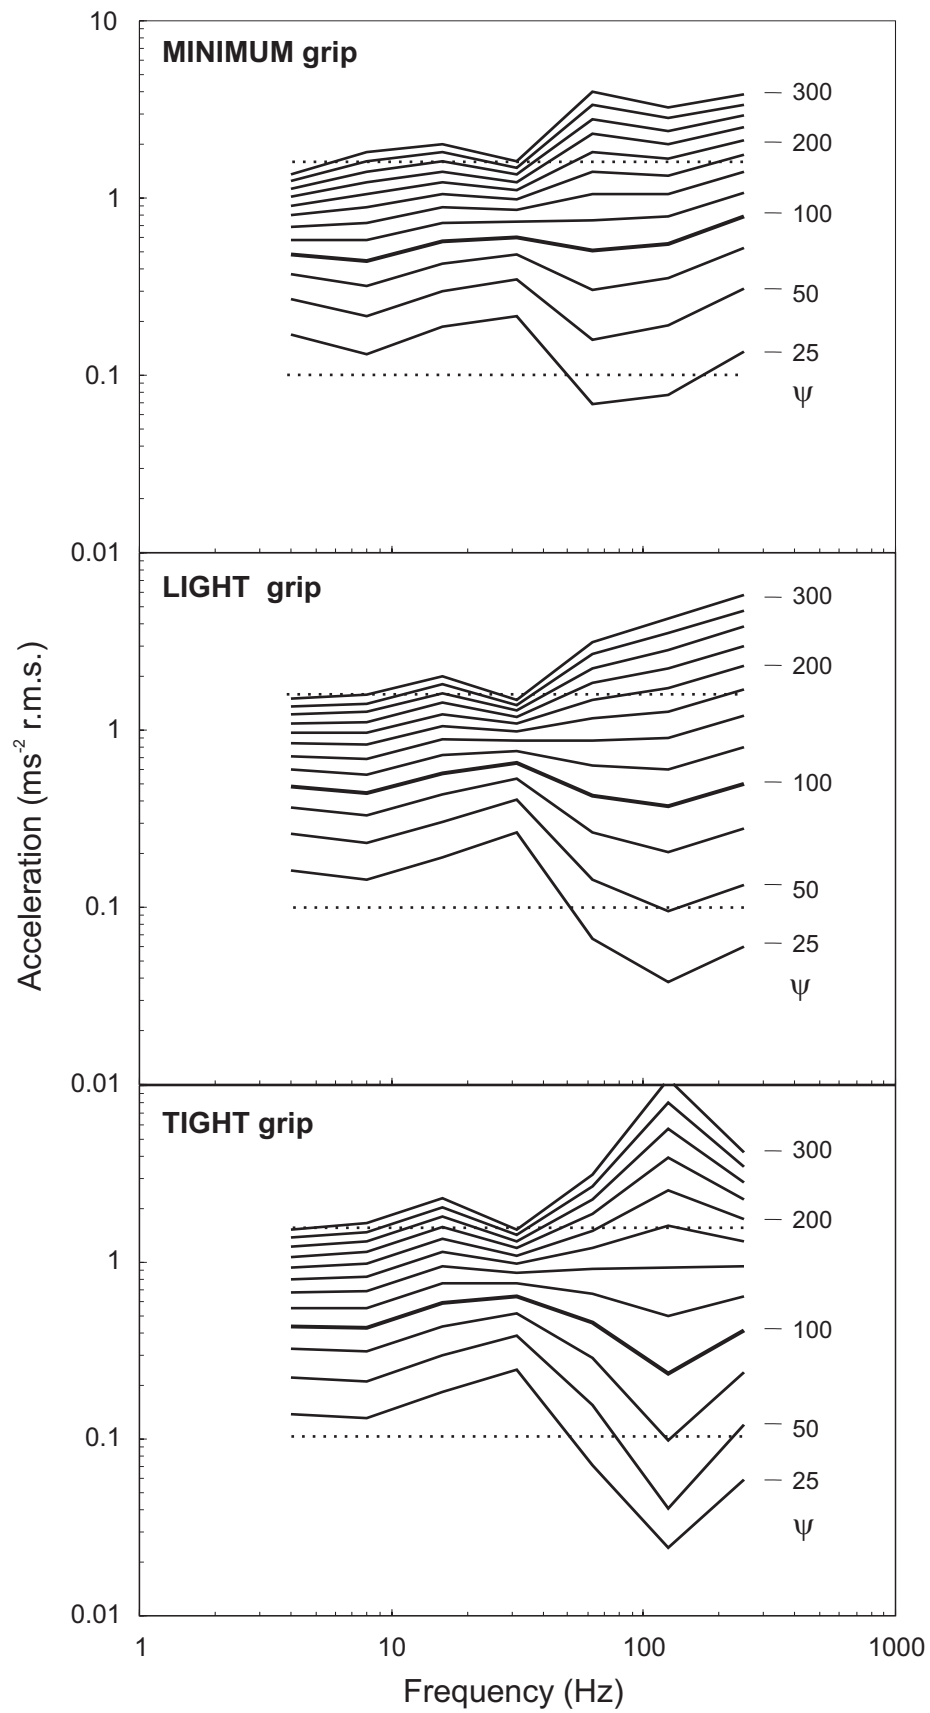 10
MINIMUM grip
300
200
1
100
50
25
0.1
ψ
0.01
LIGHT grip
300
200
1
100
50
0.1
25
ψ
0.01
TIGHT grip
300
200
1
100
50
0.1
25
ψ
0.01
1 10 100 1000
Frequency (Hz)
Acceleration (ms⁻² r.m.s.)